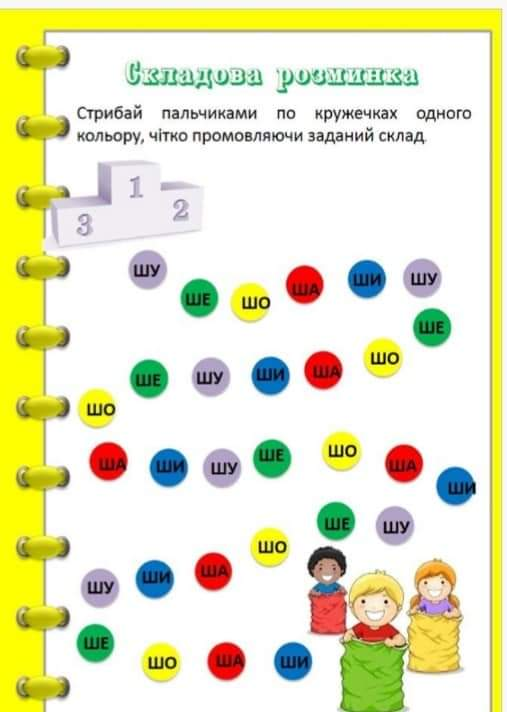 Складова розминка
Стрибай пальчиками по кружечках одного
кольору, чітко промовляючи заданий склад.
1
3 2
ШУ ШЕ ШО ША ШИ ШУ
ШЕ
ШО ШЕ ШУ ШИ ША ШО
ША ШИ ШУ ШЕ ШО ША ШИ
ШУ ШИ ША ШО ШЕ ШУ
ШЕ ШО ША ШИ